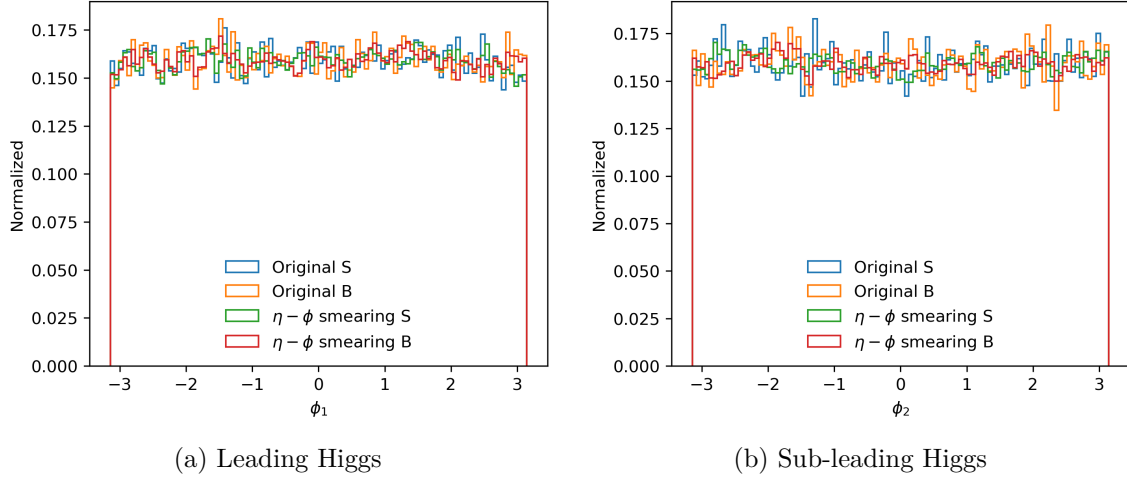 0.175
0.150
0.125
0.100
0.075
0.050
0.025
0.000
Normalized
Original S
Original B
η − ϕ smearing S
η − ϕ smearing B
−3 −2 −1 0 1 2 3
ϕ₁
(a) Leading Higgs
0.175
0.150
0.125
0.100
0.075
0.050
0.025
0.000
Normalized
Original S
Original B
η − ϕ smearing S
η − ϕ smearing B
−3 −2 −1 0 1 2 3
ϕ₂
(b) Sub-leading Higgs